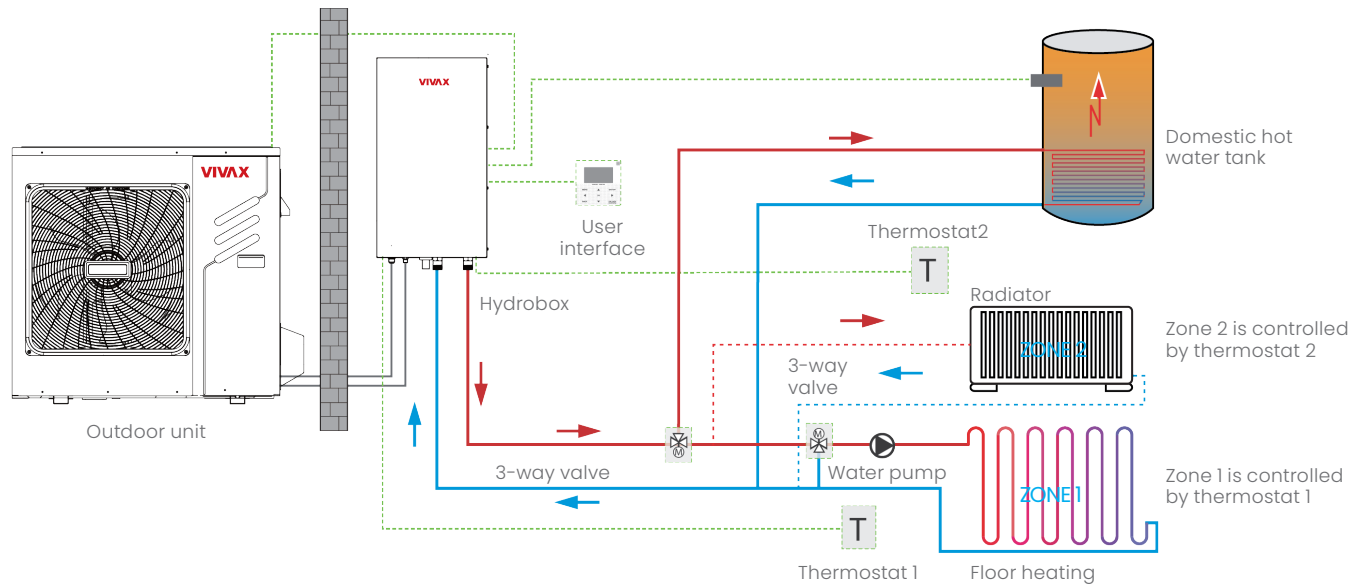 VIVAX
VIVAX
Outdoor unit
Hydrobox
User
interface
Domestic hot
water tank
Thermostat2
T
Radiator
ZONE 2
Zone 2 is controlled
by thermostat 2
3-way
valve
M
M
3-way valve
Water pump
ZONE 1
Zone 1 is controlled
by thermostat 1
T
Thermostat 1
Floor heating